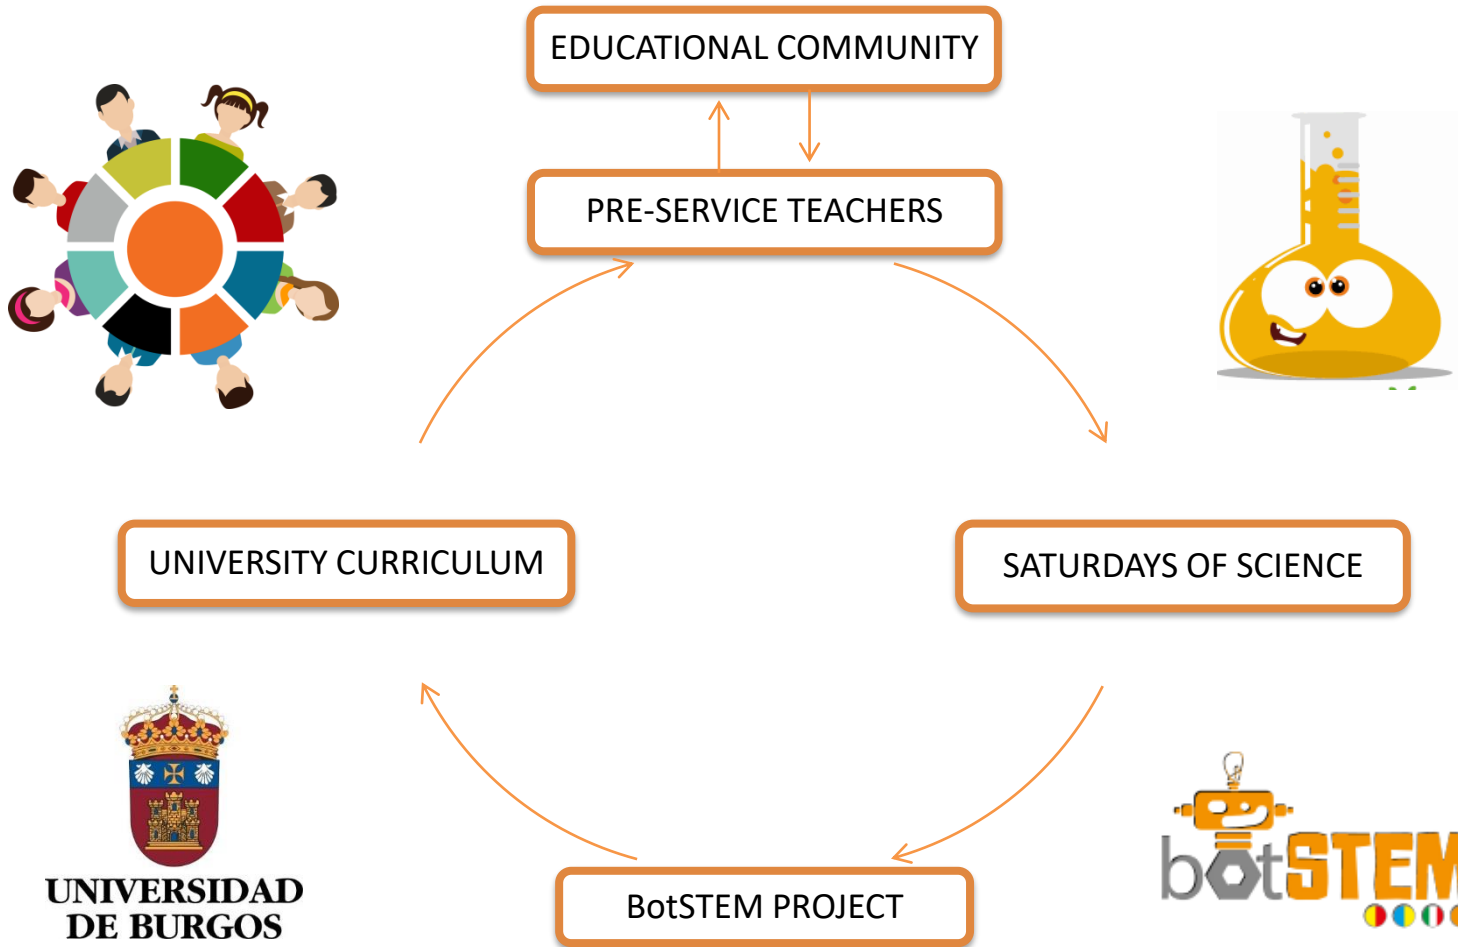 EDUCATIONAL COMMUNITY
PRE-SERVICE TEACHERS
UNIVERSITY CURRICULUM
SATURDAYS OF SCIENCE
BotSTEM PROJECT
UNIVERSIDAD
DE BURGOS
botSTEM